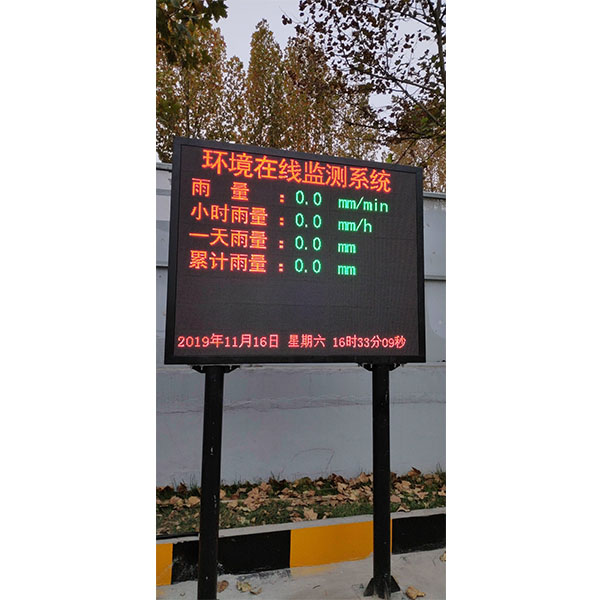 环境在线监测系统
雨 量 : 0.0 mm/min
小时雨量 : 0.0 mm/h
一天雨量 : 0.0 mm
累计雨量 : 0.0 mm
2019年11月16日 星期六 16时33分09秒